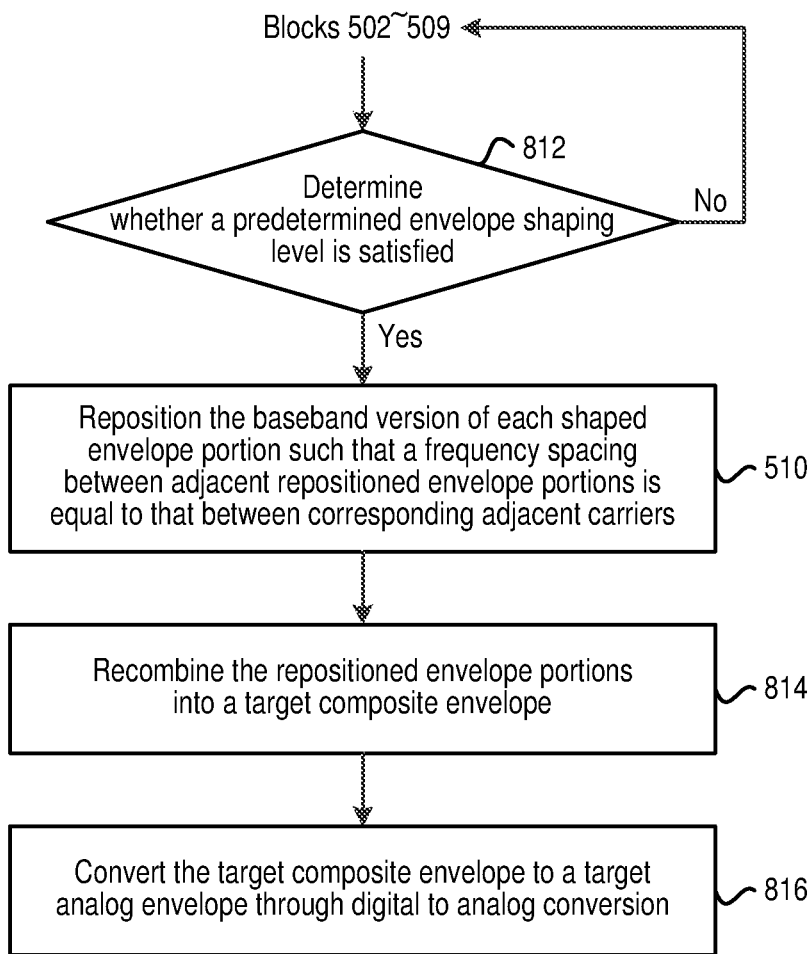 Blocks 502~509
812
Determine
whether a predetermined envelope shaping
level is satisfied
No
Yes
Reposition the baseband version of each shaped
envelope portion such that a frequency spacing
between adjacent repositioned envelope portions is
equal to that between corresponding adjacent carriers
510
Recombine the repositioned envelope portions
into a target composite envelope
814
Convert the target composite envelope to a target
analog envelope through digital to analog conversion
816